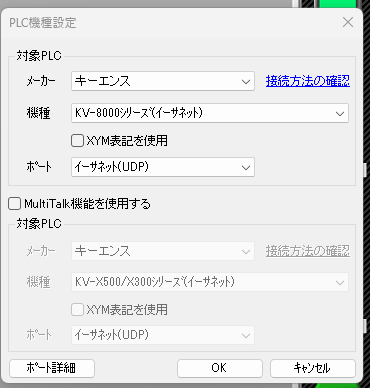 PLC機種設定
対象PLC
メーカー キーエンス 接続方法の確認
機種 KV-8000シリーズ(イーサネット)
XYM表記を使用
ポート イーサネット(UDP)
MultiTalk機能を使用する
対象PLC
メーカー キーエンス 接続方法の確認
機種 KV-X500/X300シリーズ(イーサネット)
XYM表記を使用
ポート イーサネット(UDP)
ポート詳細 OK キャンセル